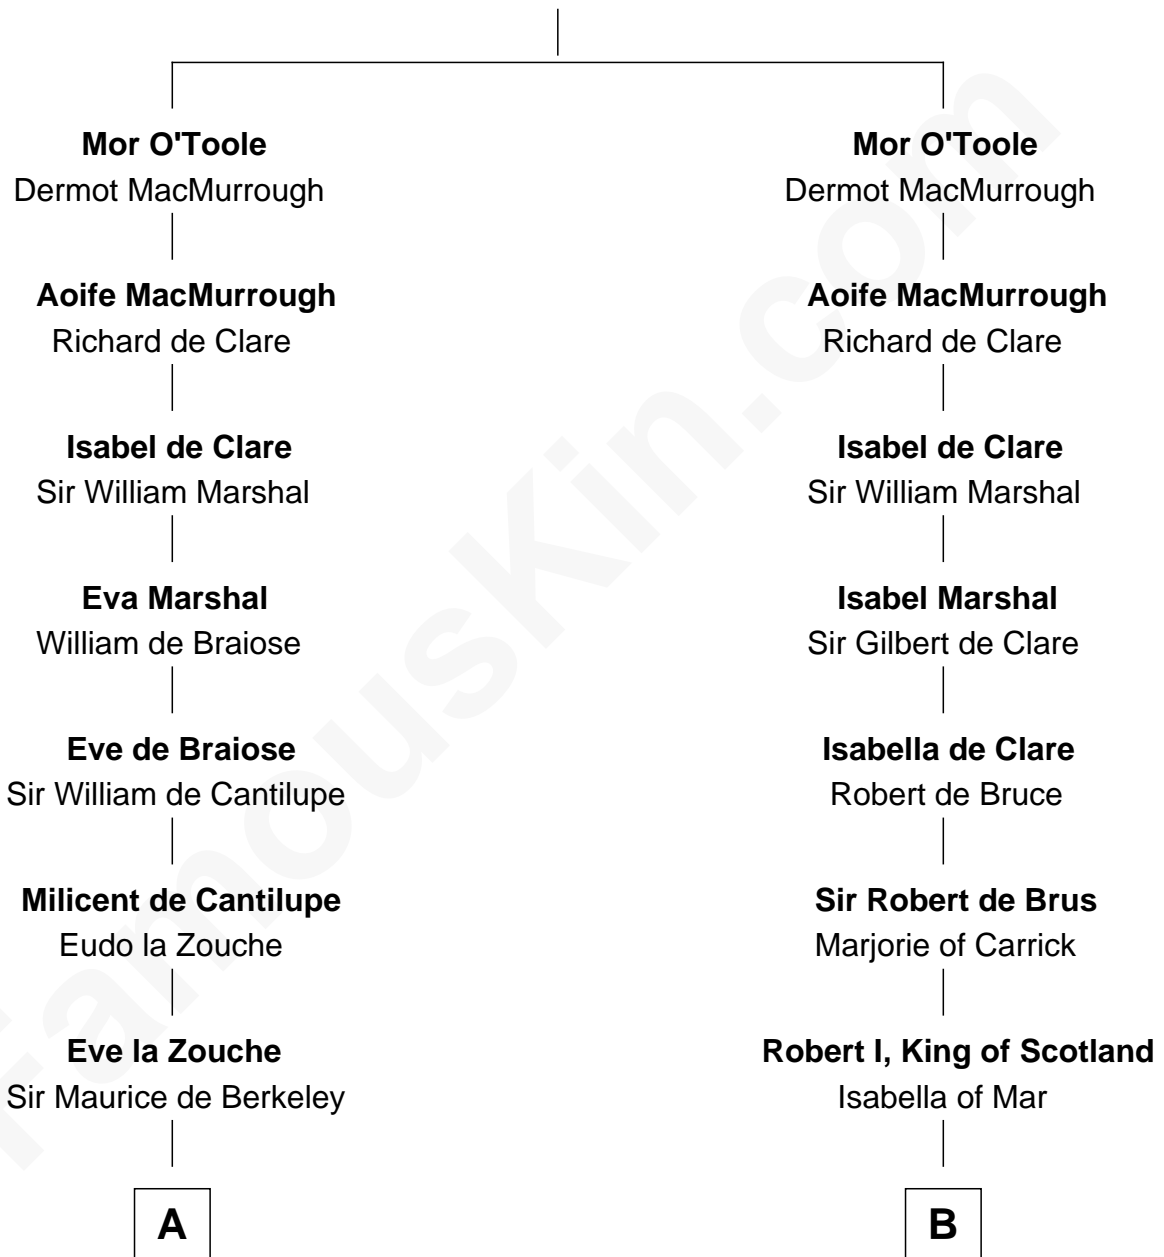 Mor O'Toole
Dermot MacMurrough
Aoife MacMurrough
Richard de Clare
Isabel de Clare
Sir William Marshal
Eva Marshal
William de Braiose
Eve de Braiose
Sir William de Cantilupe
Milicent de Cantilupe
Eudo la Zouche
Eve la Zouche
Sir Maurice de Berkeley
A
Mor O'Toole
Dermot MacMurrough
Aoife MacMurrough
Richard de Clare
Isabel de Clare
Sir William Marshal
Isabel Marshal
Sir Gilbert de Clare
Isabella de Clare
Robert de Bruce
Sir Robert de Brus
Marjorie of Carrick
Robert I, King of Scotland
Isabella of Mar
B
FamousKin.com